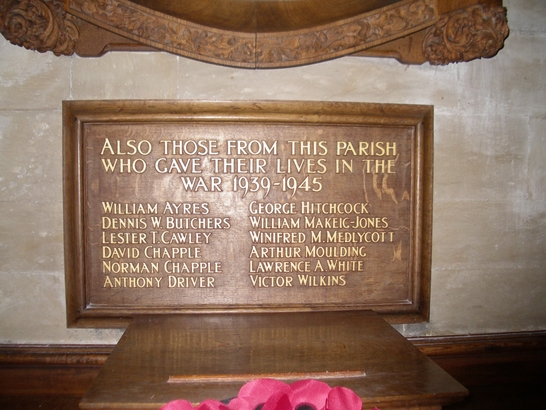 ALSO THOSE FROM THIS PARISH
WHO GAVE THEIR LIVES IN THE
WAR 1939-1945
WILLIAM AYRES
DENNIS W. BUTCHERS
LESTER T. CAWLEY
DAVID CHAPPLE
NORMAN CHAPPLE
ANTHONY DRIVER
GEORGE HITCHCOCK
WILLIAM MAKEIG-JONES
WINIFRED M. MEDLYCOTT
ARTHUR MOULDING
LAWRENCE A. WHITE
VICTOR WILKINS